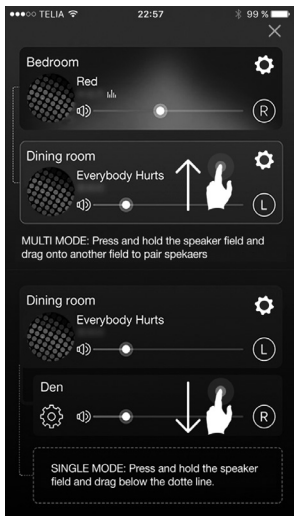 TELIA 22:57 99 %
Bedroom
Red
R
Dining room
Everybody Hurts
L
MULTI MODE: Press and hold the speaker field and
drag onto another field to pair spekaers
Dining room
Everybody Hurts
L
Den
R
SINGLE MODE: Press and hold the speaker
field and drag below the dotte line.